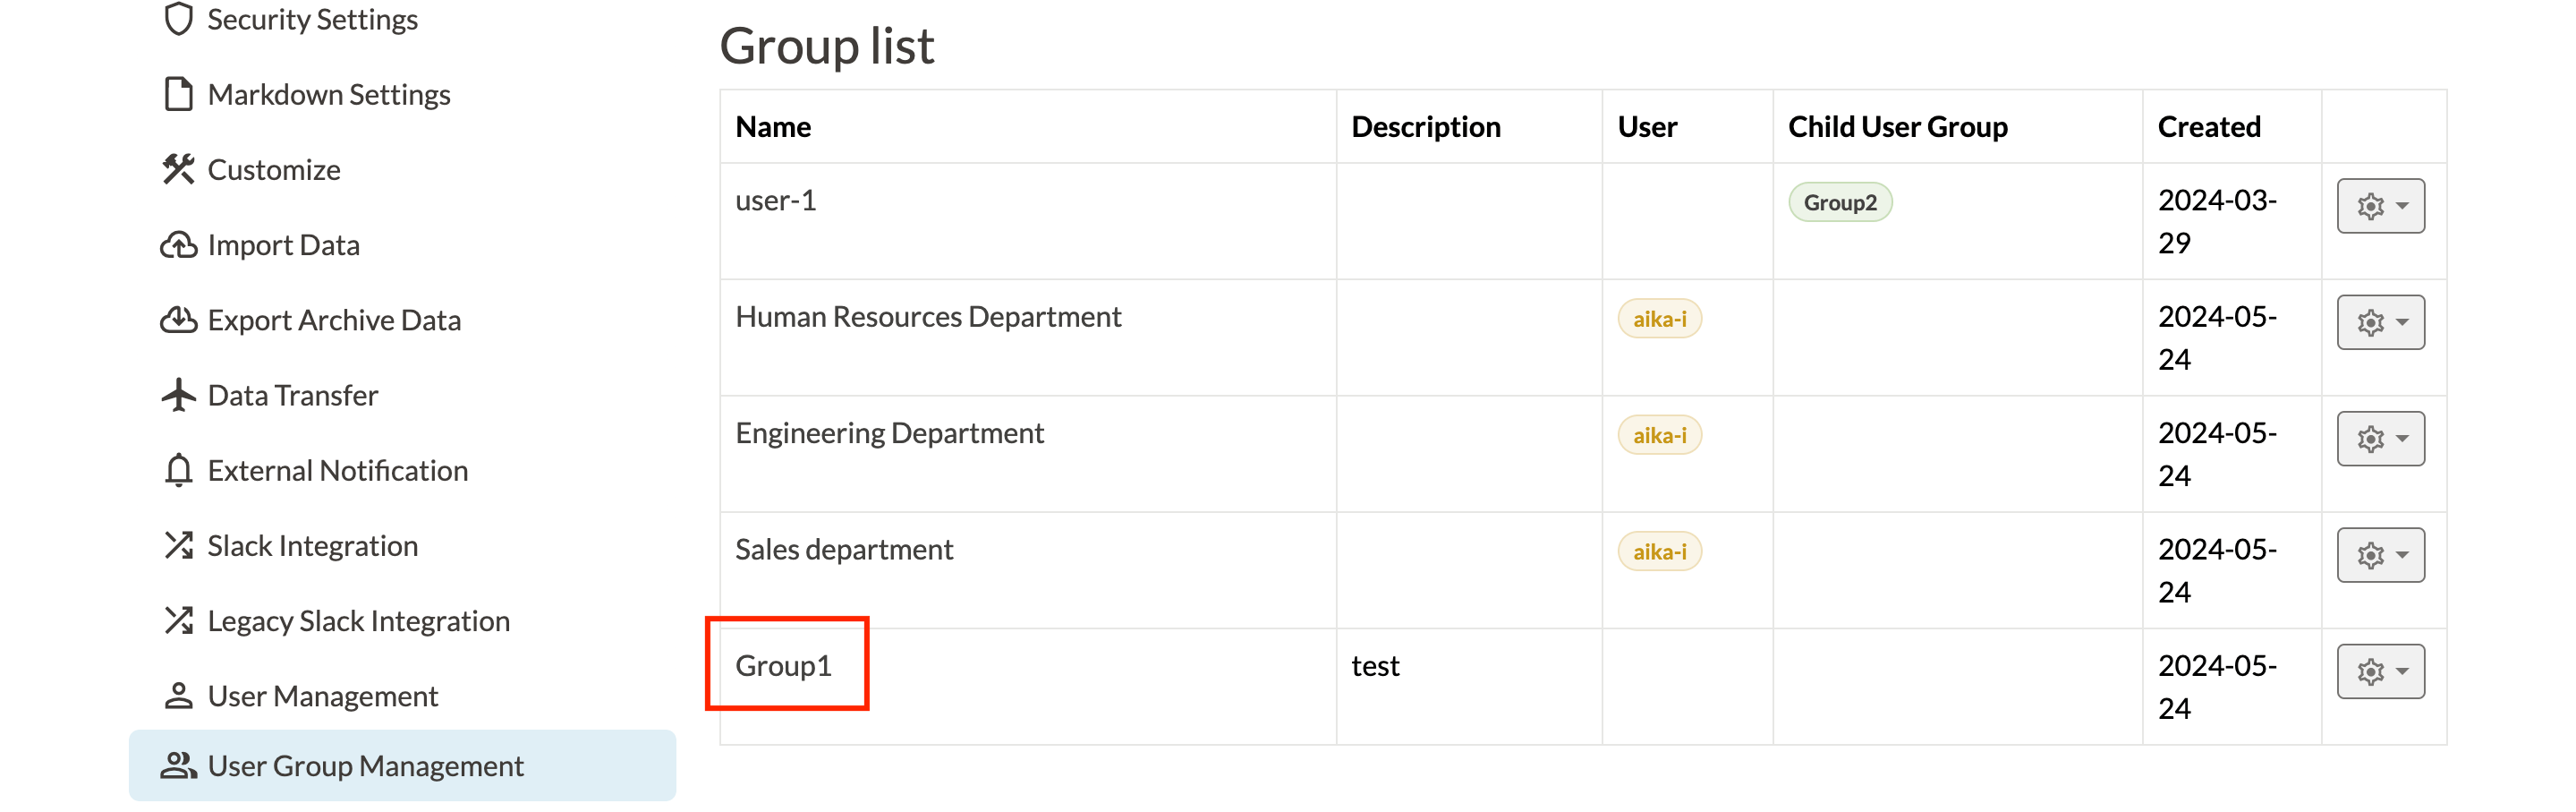 Security Settings
Markdown Settings
Customize
Import Data
Export Archive Data
Data Transfer
External Notification
Slack Integration
Legacy Slack Integration
User Management
User Group Management
Group list
Name Description User Child User Group Created
user-1 Group2 2024-03-
29
Human Resources Department aika-i 2024-05-
24
Engineering Department aika-i 2024-05-
24
Sales department aika-i 2024-05-
24
Group1 test 2024-05-
24